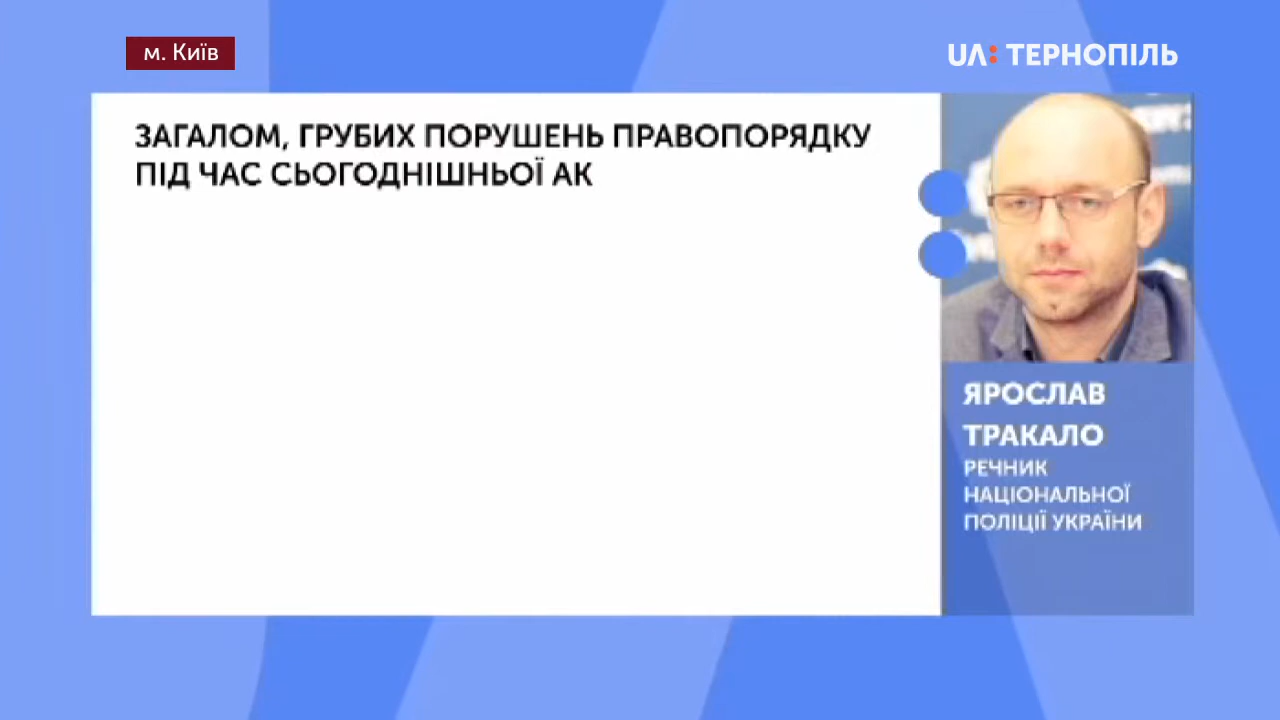 м. Київ
UA: ТЕРНОПІЛЬ
ЗАГАЛОМ, ГРУБИХ ПОРУШЕНЬ ПРАВОПОРЯДКУ
ПІД ЧАС СЬОГОДНІШНЬОЇ АК
ЯРОСЛАВ
ТРАКАЛО
РЕЧНИК
НАЦІОНАЛЬНОЇ
ПОЛІЦІЇ УКРАЇНИ